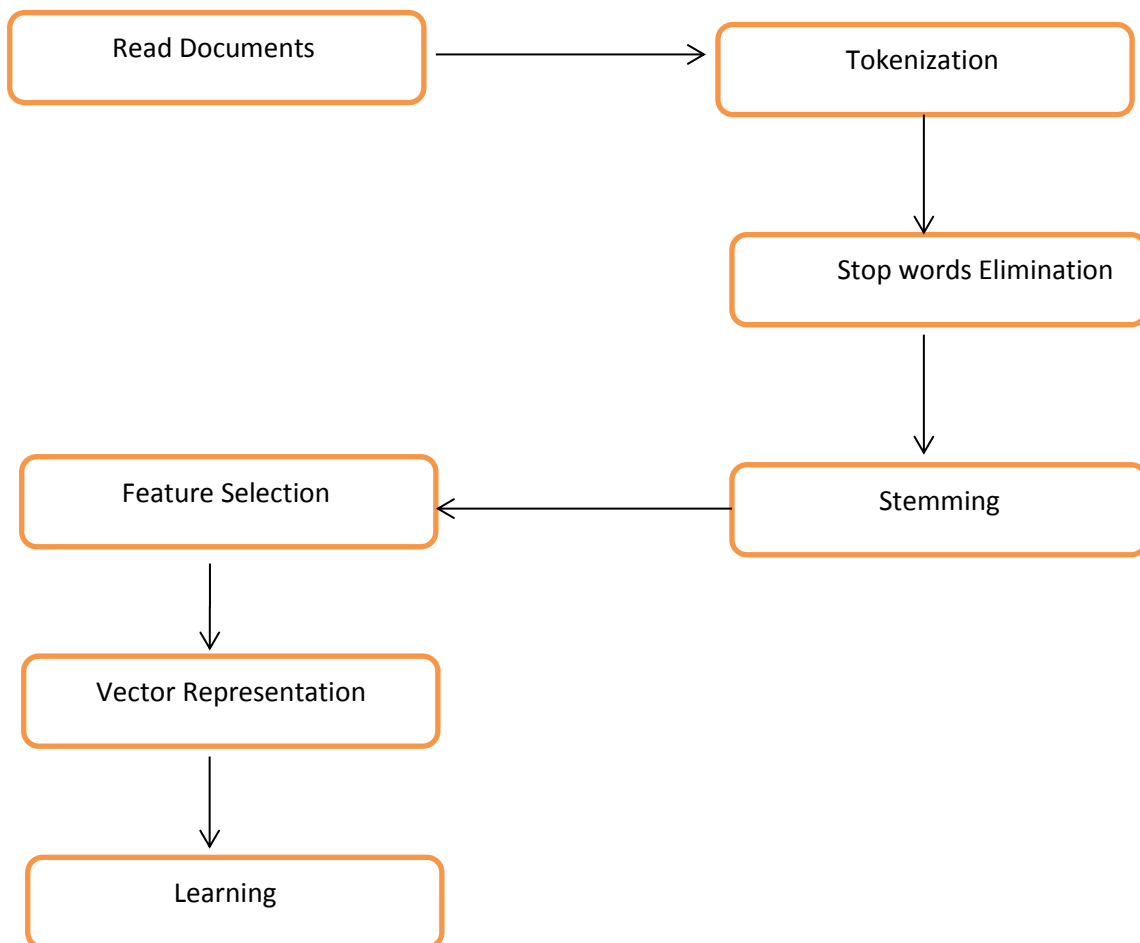 Read Documents
Tokenization
Stop words Elimination
Stemming
Feature Selection
Vector Representation
Learning